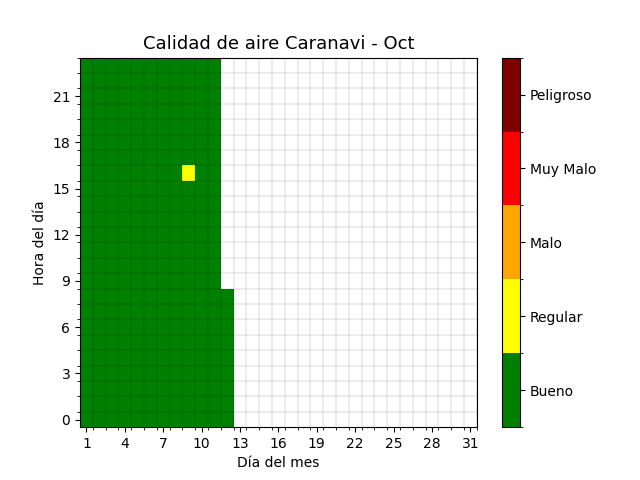 Calidad de aire Caranavi - Oct
21
18
15
12
9
6
3
0
Hora del día
1 4 7 10 13 16 19 22 25 28 31
Día del mes
Peligroso
Muy Malo
Malo
Regular
Bueno